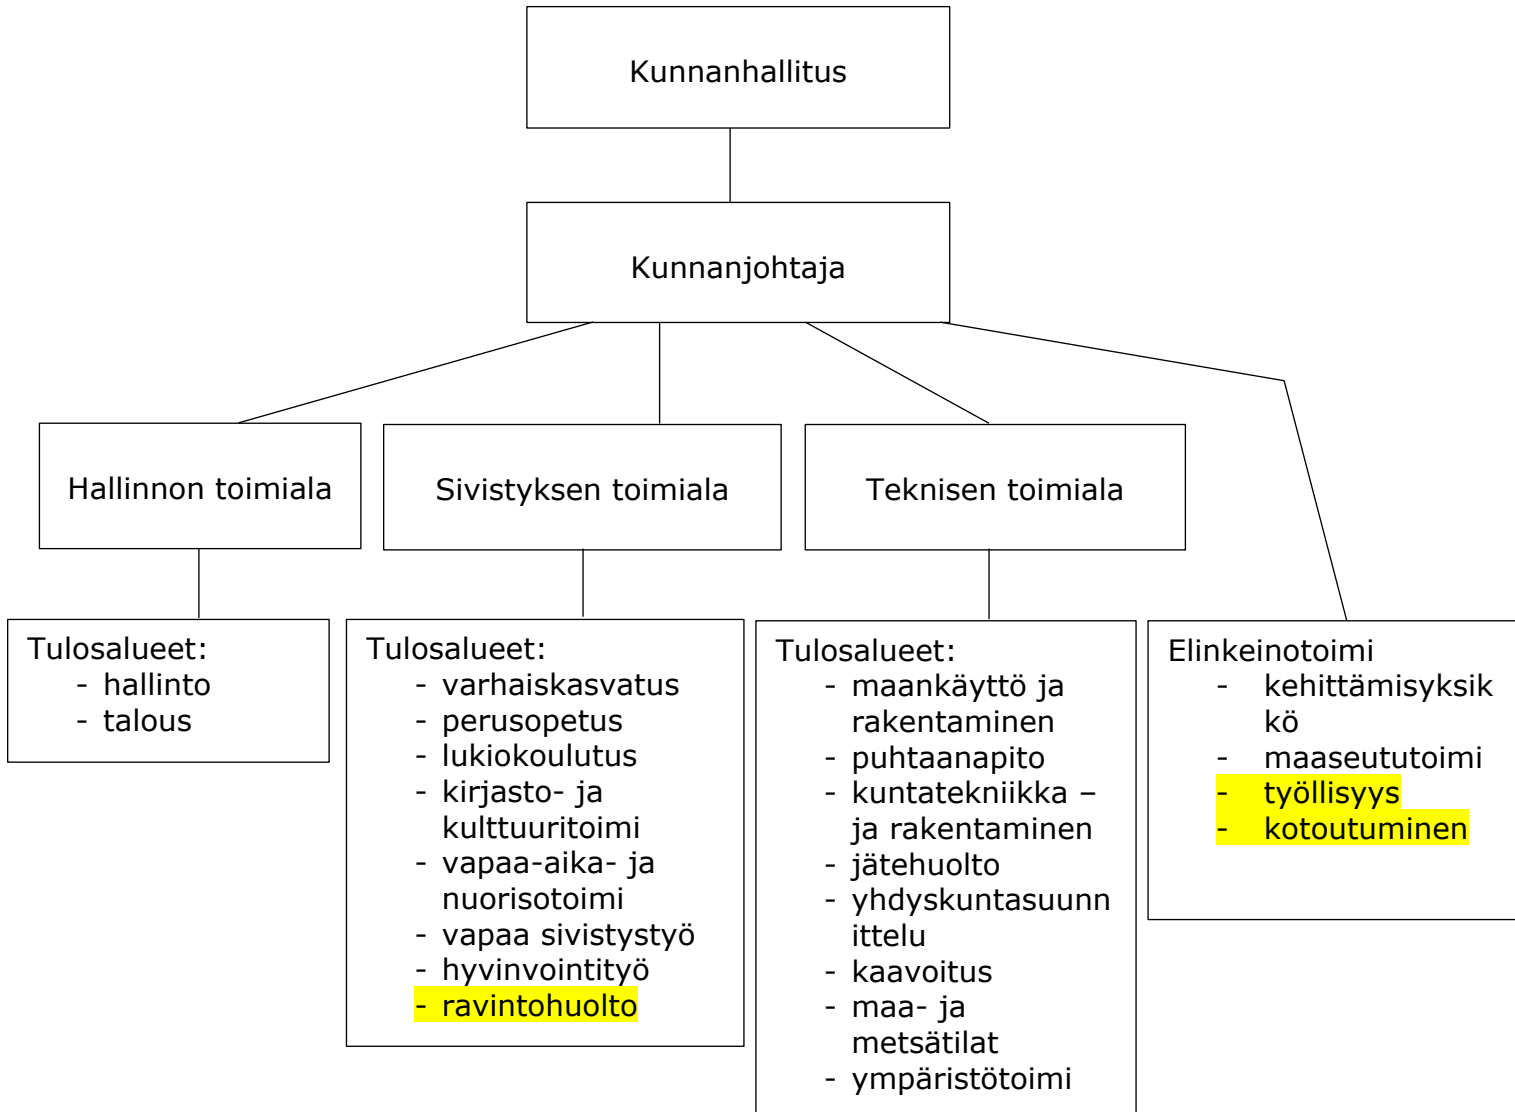 Kunnanhallitus
Kunnanjohtaja
Hallinnon toimiala
Sivistyksen toimiala
Teknisen toimiala
Tulosalueet:
- hallinto
- talous
Tulosalueet:
- varhaiskasvatus
- perusopetus
- lukiokoulutus
- kirjasto- ja
kulttuuritoimi
- vapaa-aika- ja
nuorisotoimi
- vapaa sivistystyö
- hyvinvointityö
- ravintohuolto
Tulosalueet:
- maankäyttö ja
rakentaminen
- puhtaanapito
- kuntatekniikka –
ja rakentaminen
- jätehuolto
- yhdyskuntasuunn
ittelu
- kaavoitus
- maa- ja
metsätilat
- ympäristötoimi
Elinkeinotoimi
- kehittämisyksik
kö
- maaseututoimi
- työllisyys
- kotoutuminen